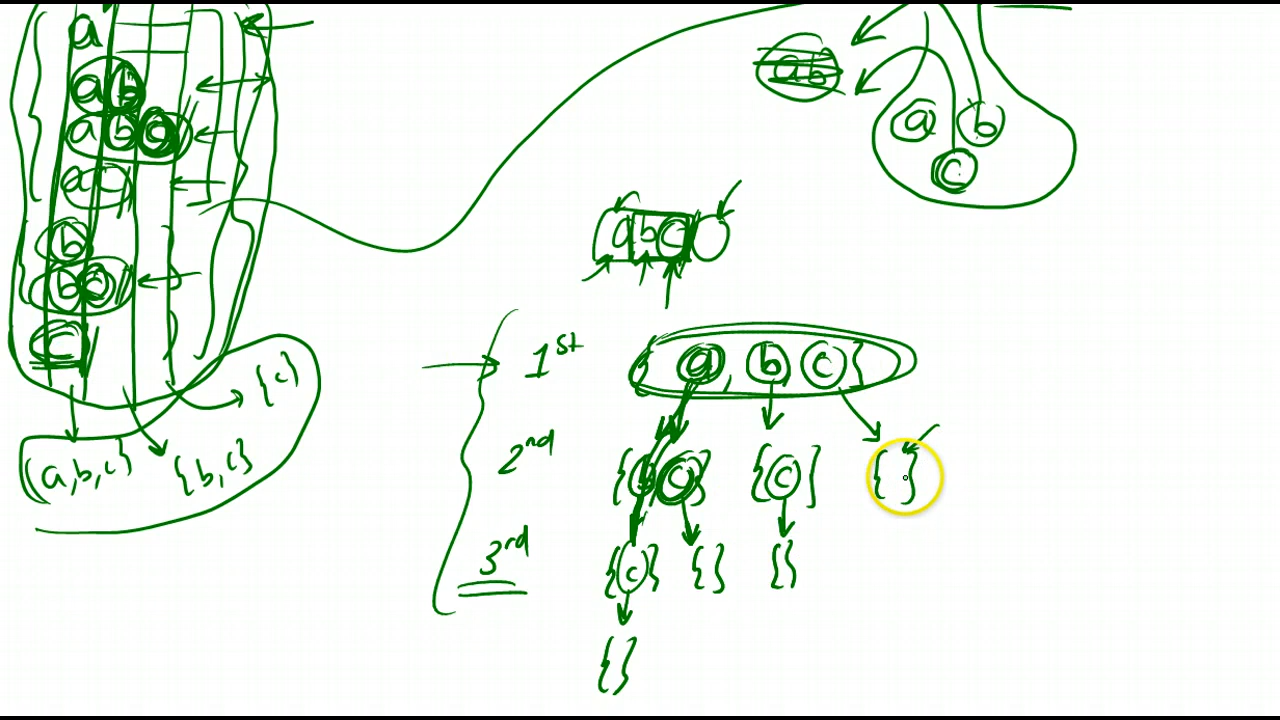 a
ab
abc
ac
b
bc
c
(a,b,c)
{b,c}
{c}
ab
a b
c
abc
1st { a, b, c }
2nd {b c} {c} { }
3rd {c} { } { }
{ }